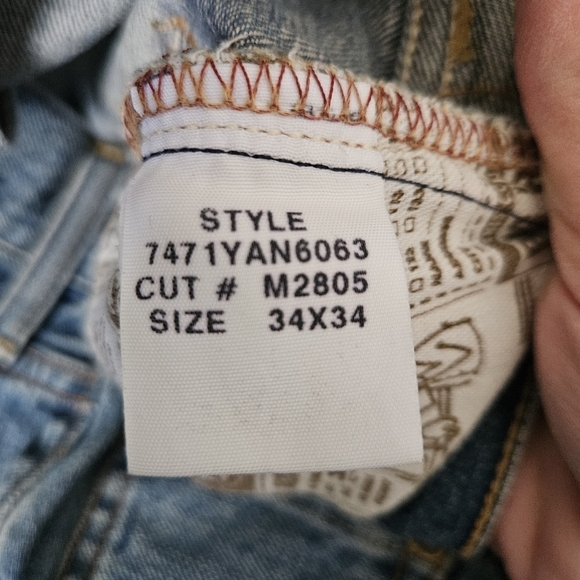 STYLE
7471YAN6063
CUT # M2805
SIZE 34X34